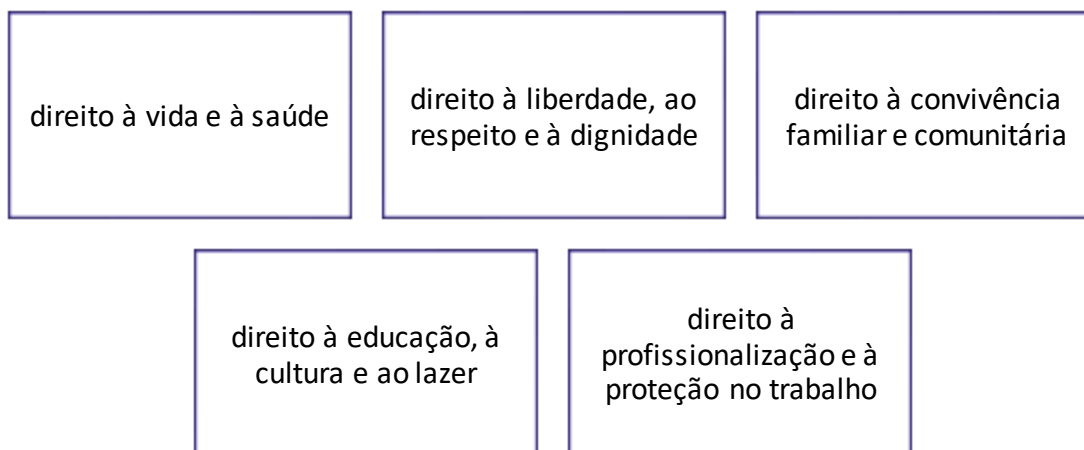 direito à vida e à saúde
direito à liberdade, ao
respeito e à dignidade
direito à convivência
familiar e comunitária
direito à educação, à
cultura e ao lazer
direito à
profissionalização e à
proteção no trabalho